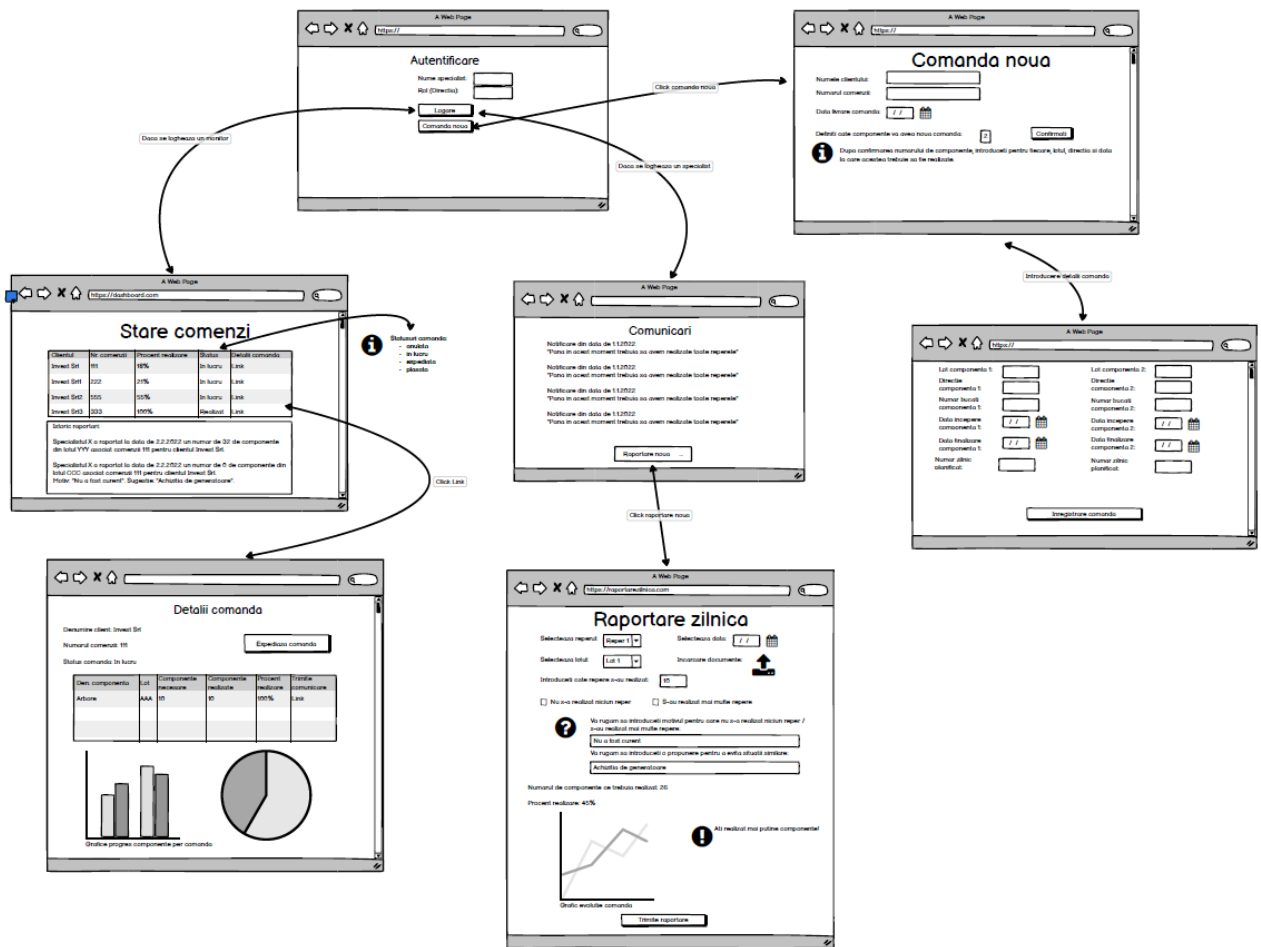 A Web Page
https://
Autentificare
Nume specialist:
Rol (Directia):
Logare
Comanda noua
Click comanda noua
Daca se logheaza un monitor
Daca se logheaza un specialist
A Web Page
https://
Comanda noua
Numele clientului:
Numarul comenzii:
Data livrare comanda:
/ /
Definiti cate componente va avea noua comanda:
2
Confirmati
Dupa confirmarea numarului de componente, introduceti pentru fiecare, lotul, directia si data
la care acestea trebuie sa fie realizate.
Introducere detalii comanda
A Web Page
https://dashboard.com
Stare comenzi
Clientul Nr. comenzii Procent realizare Status Detalii comanda
Invest Srl 111 18% In lucru Link
Invest Srl1 222 21% In lucru Link
Invest Srl2 555 55% In lucru Link
Invest Srl3 333 100% Realizat Link
Istoric raportari
Specialistul X a raportat la data de 2.2.2022 un numar de 32 de componente
din lotul YYY asociat comenzii 111 pentru clientul Invest Srl.
Specialistul X a raportat la data de 2.2.2022 un numar de 6 de componente din
lotul CCC asociat comenzii 111 pentru clientul Invest Srl.
Motiv: "Nu a fost curent". Sugestie: "Achizitia de generatoare".
Statusuri comanda:
- anulata
- in lucru
- expediata
- plasata
Click Link
A Web Page
Comunicari
Notificare din data de 1.1.2022
"Pana in acest moment trebuia sa avem realizate toate reperele"
Notificare din data de 1.1.2022
"Pana in acest moment trebuia sa avem realizate toate reperele"
Notificare din data de 1.1.2022
"Pana in acest moment trebuia sa avem realizate toate reperele"
Notificare din data de 1.1.2022
"Pana in acest moment trebuia sa avem realizate toate reperele"
Raportare noua →
Click raportare noua
A Web Page
https://
Lot componenta 1:
Lot componenta 2:
Directie
componenta 1:
Directie
componenta 2:
Numar bucati
componenta 1:
Numar bucati
componenta 2:
Data incepere
componenta 1:
/ /
Data incepere
componenta 2:
/ /
Data finalizare
componenta 1:
/ /
Data finalizare
componenta 2:
/ /
Numar zilnic
planificat:
Numar zilnic
planificat:
Inregistrare comanda
A Web Page
Detalii comanda
Denumire client: Invest Srl
Numarul comenzii: 111
Expediaza comanda
Status comanda: In lucru
Den. componenta Lot Componente necesare Componente realizate Procent realizare Trimite comunicare
Arbore AAA 10 10 100% Link
Grafice progres componente per comanda
A Web Page
https://raportarezilnica.com
Raportare zilnica
Selecteaza reperul: Reper 1
Selecteaza data: / /
Selecteaza lotul: Lot 1
Incarcare documente:
Introduceti cate repere s-au realizat: 10
Nu s-a realizat niciun reper
S-au realizat mai multe repere
Va rugam sa introduceti motivul pentru care nu s-a realizat niciun reper /
s-au realizat mai multe repere:
Nu a fost curent
Va rugam sa introduceti o propunere pentru a evita situatii similare:
Achizitia de generatoare
Numarul de componente ce trebuia realizat: 26
Procent realizare: 45%
Ati realizat mai putine componente!
Grafic evolutie comanda
Trimite raportare